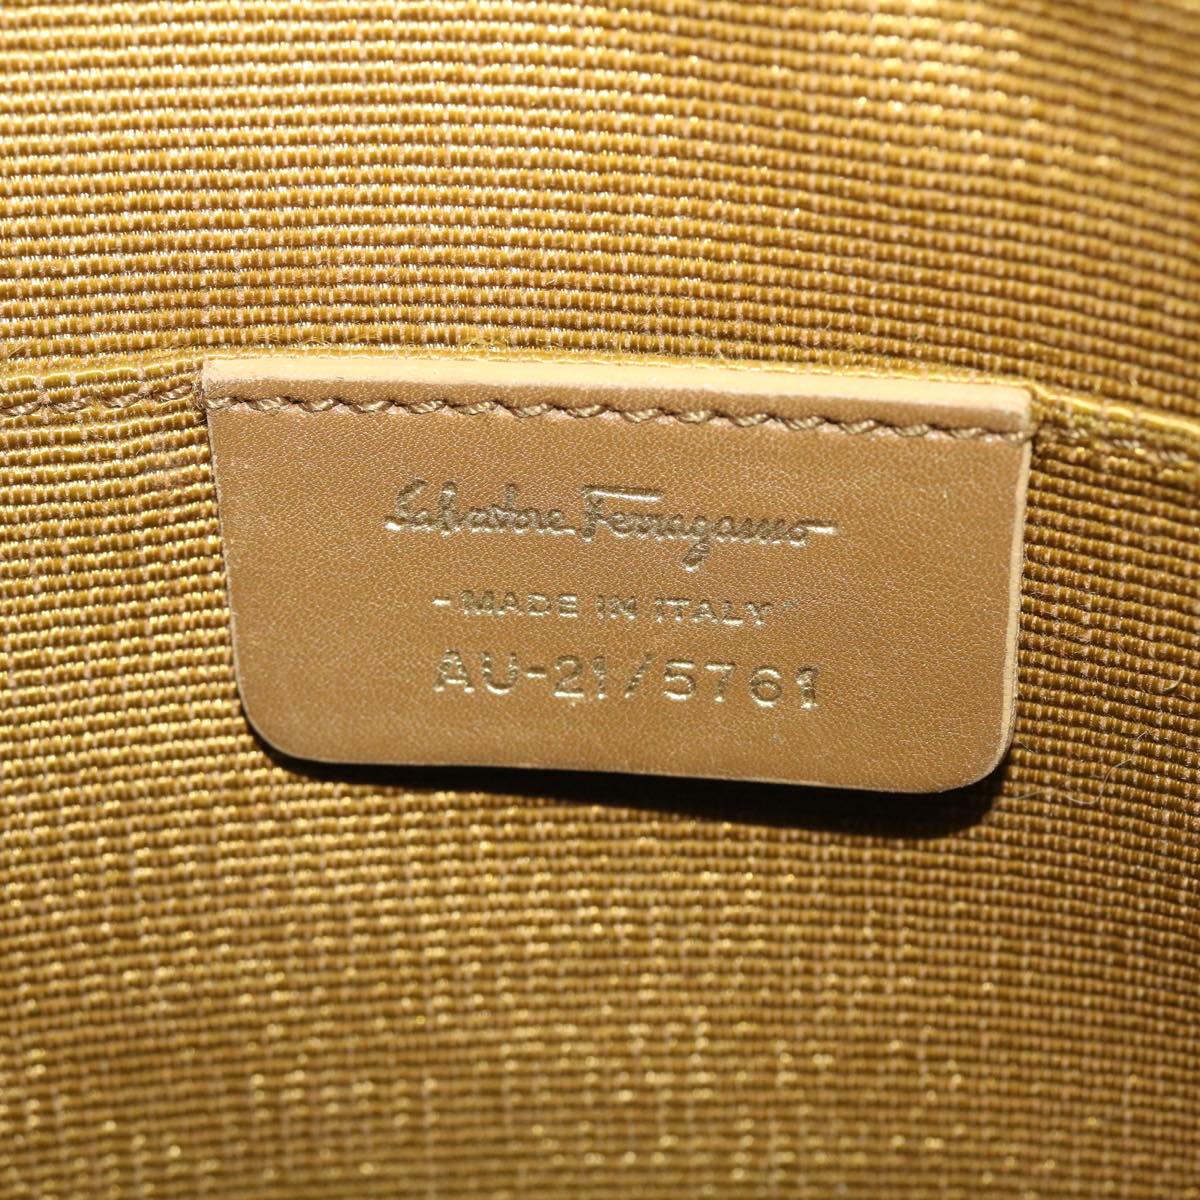 Salvatore Ferragamo
- MADE IN ITALY -
AU-21/5761